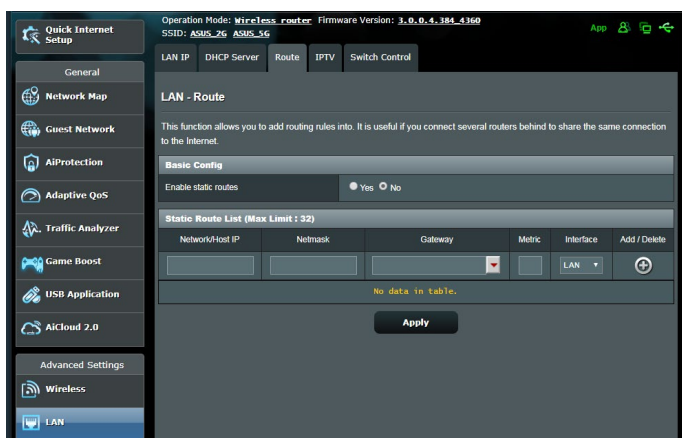 Quick Internet
Setup
General
Network Map
Guest Network
AiProtection
Adaptive QoS
Traffic Analyzer
Game Boost
USB Application
AiCloud 2.0
Advanced Settings
Wireless
LAN
Operation Mode: Wireless router Firmware Version: 3.0.0.4.384_4360
SSID: ASUS_2G ASUS_5G
App
LAN IP DHCP Server Route IPTV Switch Control
LAN - Route
This function allows you to add routing rules into. It is useful if you connect several routers behind to share the same connection
to the Internet.
Basic Config
Enable static routes Yes No
Static Route List (Max Limit : 32)
Network/Host IP Netmask Gateway Metric Interface Add / Delete
LAN
No data in table.
Apply